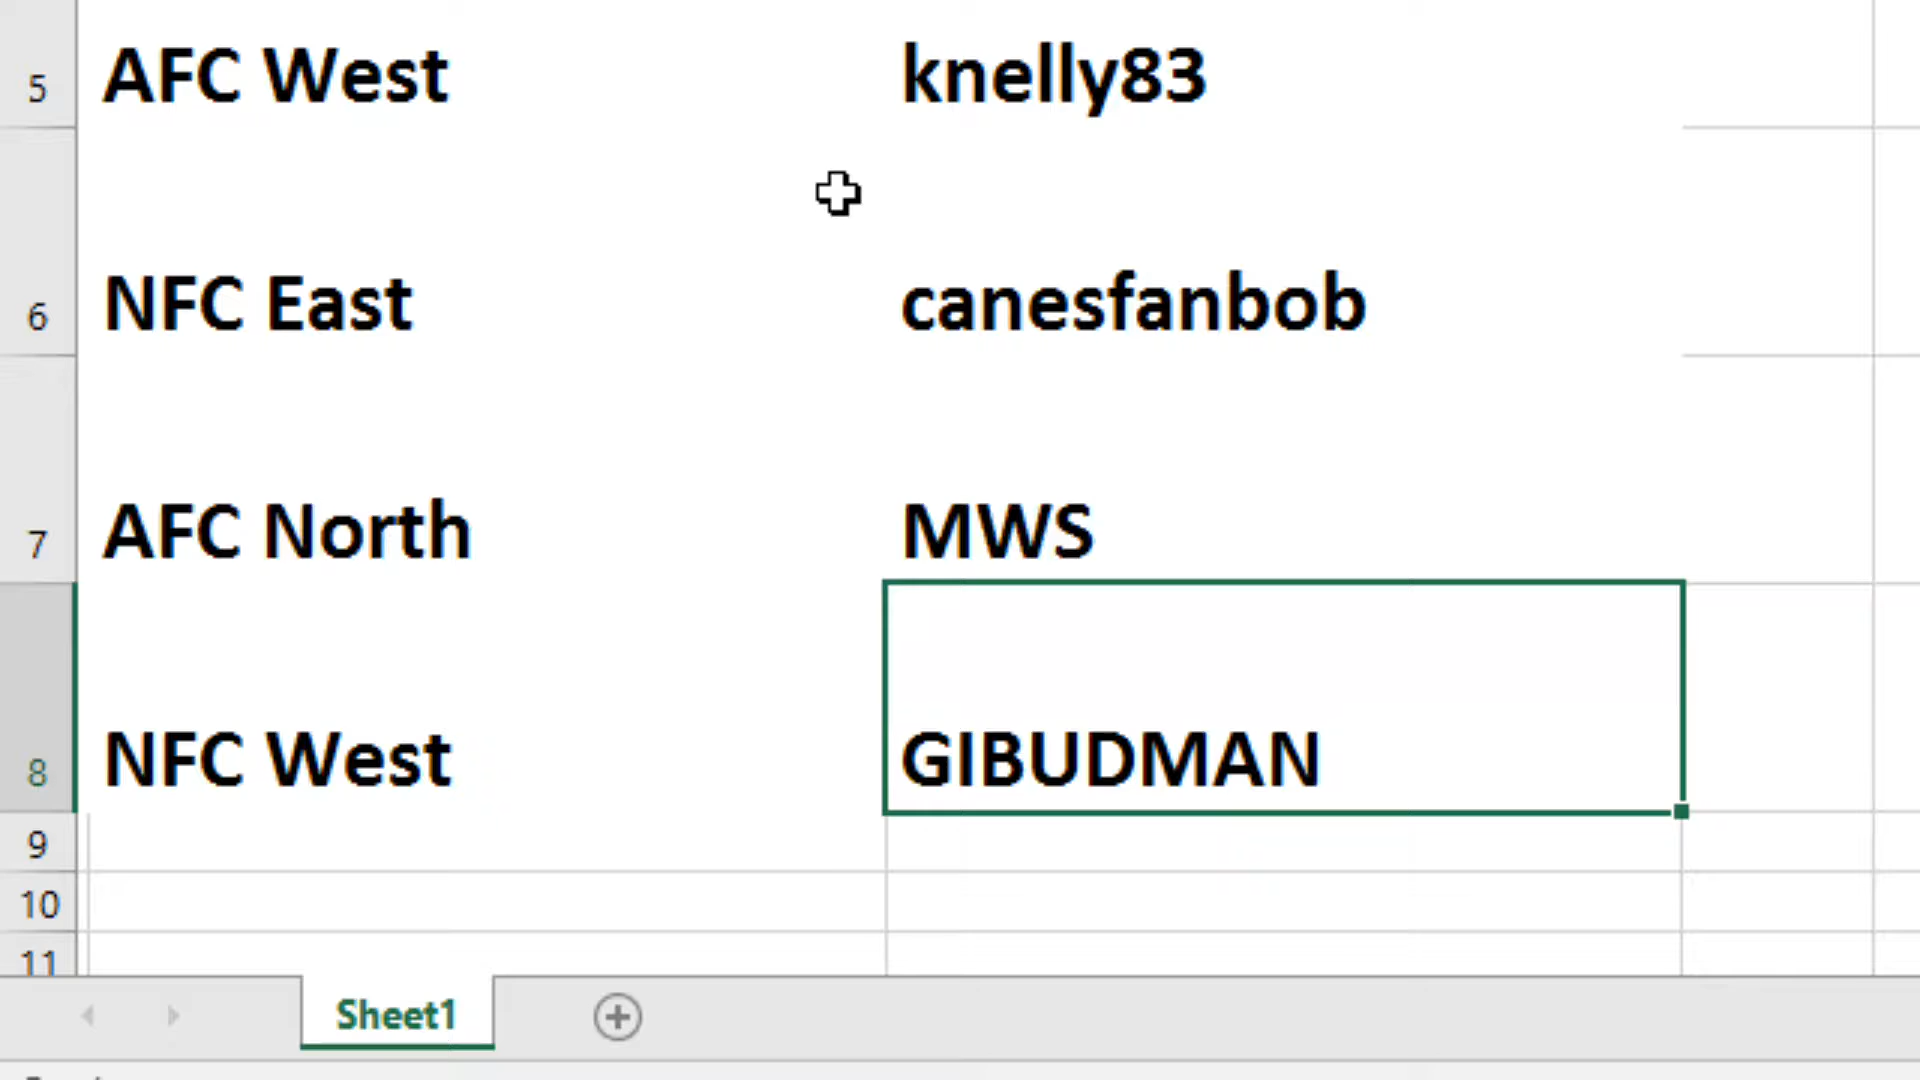 5 AFC West knelly83
6 NFC East canesfanbob
7 AFC North MWS
8 NFC West GIBUDMAN
9
10
11
Sheet1